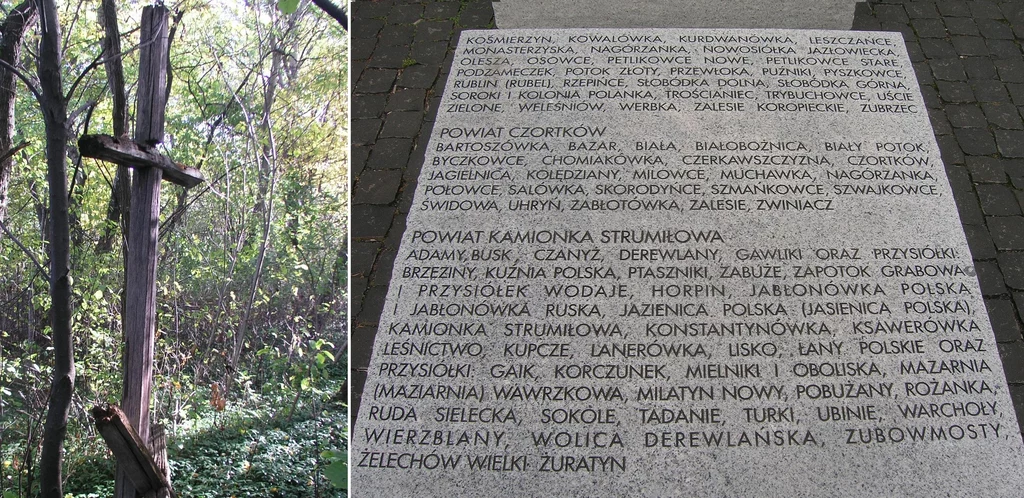 KOŚMIERZYN, KOWALÓWKA, KURDWANÓWKA, LESZCZAŃCE,
MONASTERZYSKA, NAGÓRZANKA, NOWOSIÓŁKA JAZŁOWIECKA,
OLESZA, OSOWCE, PETLIKOWCE NOWE, PETLIKOWCE STARE,
PODZAMECZEK, POTOK ZŁOTY, PRZEWŁOKA, PUŹNIKI, PYSZKOWCE,
RUBLIN (RUBEL), RZEPIŃCE, SŁOBÓDKA DOLNA, SŁOBÓDKA GÓRNA,
SOROKI I KOLONIA POLANKA, TROŚCIANIEC, TRYBUCHOWCE, UŚCIE
ZIELONE, WELEŚNIÓW, WERBKA, ZALESIE KOROPIECKIE, ZUBRZEC
POWIAT CZORTKÓW
BARTOSZÓWKA, BAZAR, BIAŁA, BIAŁOBOŻNICA, BIAŁY POTOK,
BYCZKOWCE, CHOMIAKÓWKA, CZERKAWSZCZYZNA, CZORTKÓW,
JAGIELNICA, KOLĘDZIANY, MILOWCE, MUCHAWKA, NAGÓRZANKA,
POŁOWCE, SALÓWKA, SKORODYŃCE, SZMAŃKOWCE, SZWAJKOWCE,
ŚWIDOWA, UHRYŃ, ZABŁOTÓWKA, ZALESIE, ZWINIACZ
POWIAT KAMIONKA STRUMIŁOWA
ADAMY, BUSK, CZANYŻ, DEREWLANY, GAWLIKI ORAZ PRZYSIÓŁKI:
BRZEZINY, KUŹNIA POLSKA, PTASZNIKI, ZABUŻE, ZAPOTOK GRABOWA
I PRZYSIÓŁEK WODAJE, HORPIN, JABŁONÓWKA POLSKA
I JABŁONÓWKA RUSKA, JAZIENICA POLSKA (JASIENICA POLSKA),
KAMIONKA STRUMIŁOWA, KONSTANTYNÓWKA, KSAWERÓWKA
LEŚNICTWO, KUPCZE, LANERÓWKA, LISKO, ŁANY POLSKIE ORAZ
PRZYSIÓŁKI: GAIK, KORCZUNEK, MIELNIKI I OBOLISKA, MAZARNIA
(MAZIARNIA) WAWRZKOWA, MILATYN NOWY, POBUŻANY, ROŻANKA,
RUDA SIELECKA, SOKÓLE, TADANIE, TURKI, UBINIE, WARCHOŁY,
WIERZBLANY, WOLICA DEREWLAŃSKA, ZUBOWMOSTY,
ŻELECHÓW WIELKI ŻURATYN